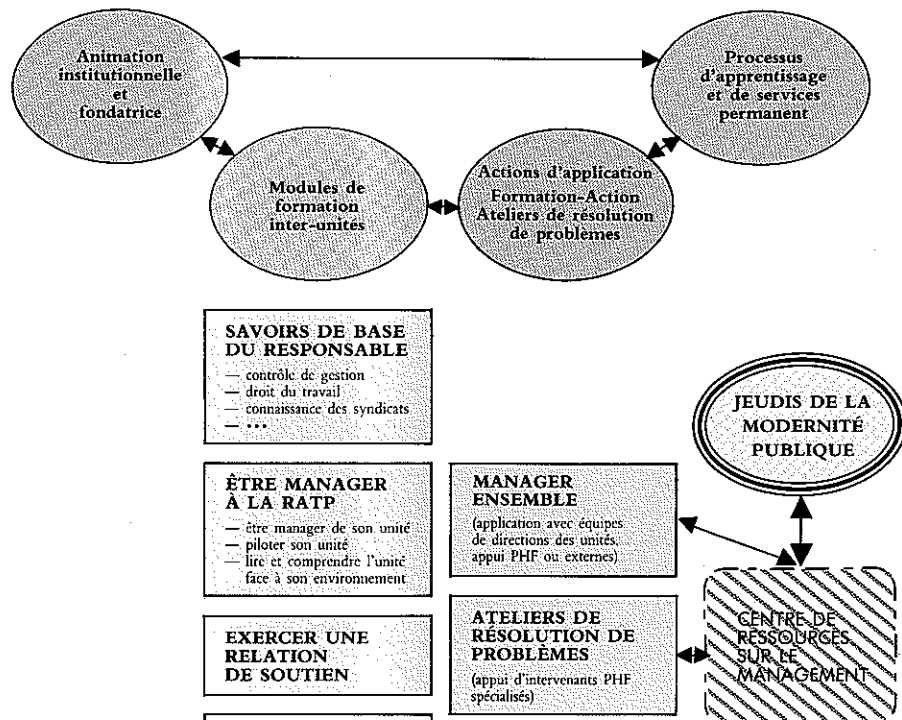 Animation
institutionnelle
et
fondatrice
Processus
d'apprentissage
et de services
permanent
Modules de
formation
inter-unités
Actions d'application
Formation-Action
Ateliers de résolution
de problèmes
SAVOIRS DE BASE
DU RESPONSABLE
— contrôle de gestion
— droit du travail
— connaissance des syndicats
— •••
JEUDIS DE LA
MODERNITÉ
PUBLIQUE
ÊTRE MANAGER
À LA RATP
— être manager de son unité
— piloter son unité
— lire et comprendre l'unité
face à son environnement
MANAGER
ENSEMBLE
(application avec équipes
de directions des unités,
appui PHF ou externes)
EXERCER UNE
RELATION
DE SOUTIEN
ATELIERS DE
RÉSOLUTION DE
PROBLÈMES
(appui d'intervenants PHF
spécialisés)
CENTRE DE
RESSOURCES
SUR LE
MANAGEMENT